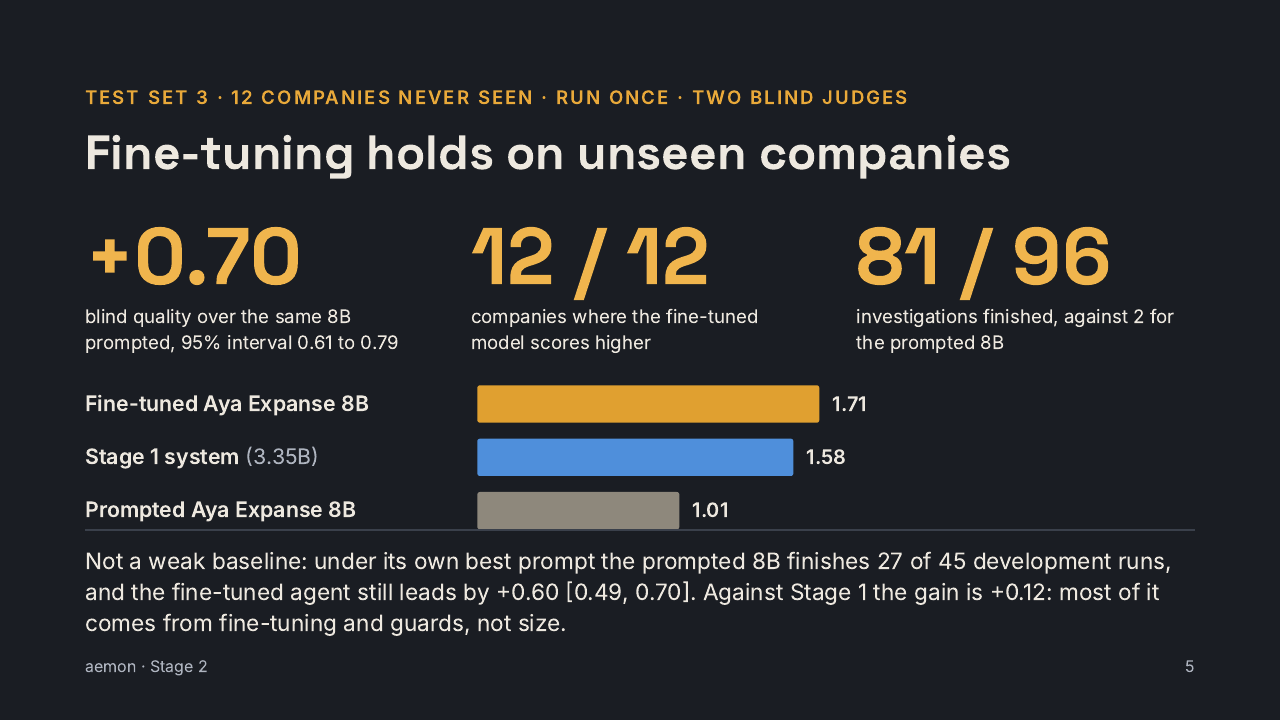 TEST SET 3 · 12 COMPANIES NEVER SEEN · RUN ONCE · TWO BLIND JUDGES
Fine-tuning holds on unseen companies
+0.70
blind quality over the same 8B
prompted, 95% interval 0.61 to 0.79
12 / 12
companies where the fine-tuned
model scores higher
81 / 96
investigations finished, against 2 for
the prompted 8B
Fine-tuned Aya Expanse 8B 1.71
Stage 1 system (3.35B) 1.58
Prompted Aya Expanse 8B 1.01
Not a weak baseline: under its own best prompt the prompted 8B finishes 27 of 45 development runs,
and the fine-tuned agent still leads by +0.60 [0.49, 0.70]. Against Stage 1 the gain is +0.12: most of it
comes from fine-tuning and guards, not size.
aemon · Stage 2 5